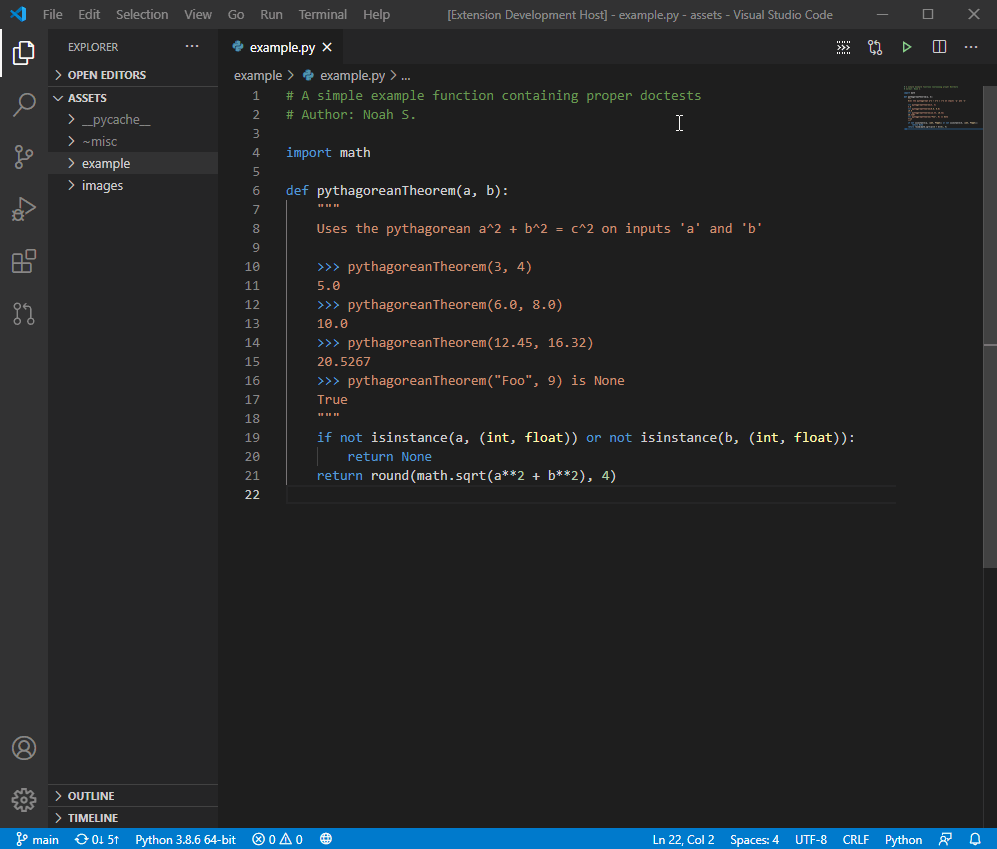 File Edit Selection View Go Run Terminal Help [Extension Development Host] - example.py - assets - Visual Studio Code
EXPLORER
OPEN EDITORS
ASSETS
__pycache__
~misc
example
images
OUTLINE
TIMELINE
example.py
example > example.py > ...
1 # A simple example function containing proper doctests
2 # Author: Noah S.
3
4 import math
5
6 def pythagoreanTheorem(a, b):
7 """
8 Uses the pythagorean a^2 + b^2 = c^2 on inputs 'a' and 'b'
9
10 >>> pythagoreanTheorem(3, 4)
11 5.0
12 >>> pythagoreanTheorem(6.0, 8.0)
13 10.0
14 >>> pythagoreanTheorem(12.45, 16.32)
15 20.5267
16 >>> pythagoreanTheorem("Foo", 9) is None
17 True
18 """
19 if not isinstance(a, (int, float)) or not isinstance(b, (int, float)):
20 return None
21 return round(math.sqrt(a**2 + b**2), 4)
22
main 0↓ 5↑ Python 3.8.6 64-bit 0 0 Ln 22, Col 2 Spaces: 4 UTF-8 CRLF Python